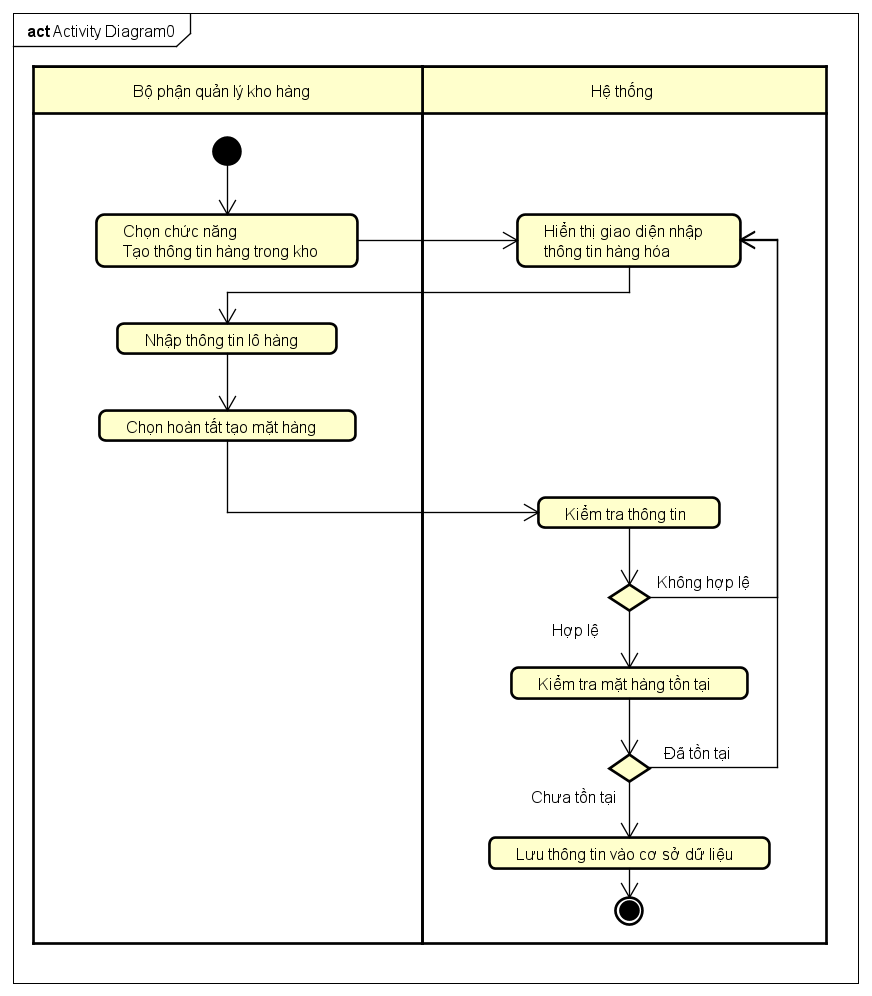 act Activity Diagram0
Bộ phận quản lý kho hàng
Hệ thống
Chọn chức năng
Tạo thông tin hàng trong kho
Hiển thị giao diện nhập
thông tin hàng hóa
Nhập thông tin lô hàng
Chọn hoàn tất tạo mặt hàng
Kiểm tra thông tin
Không hợp lệ
Hợp lệ
Kiểm tra mặt hàng tồn tại
Đã tồn tại
Chưa tồn tại
Lưu thông tin vào cơ sở dữ liệu